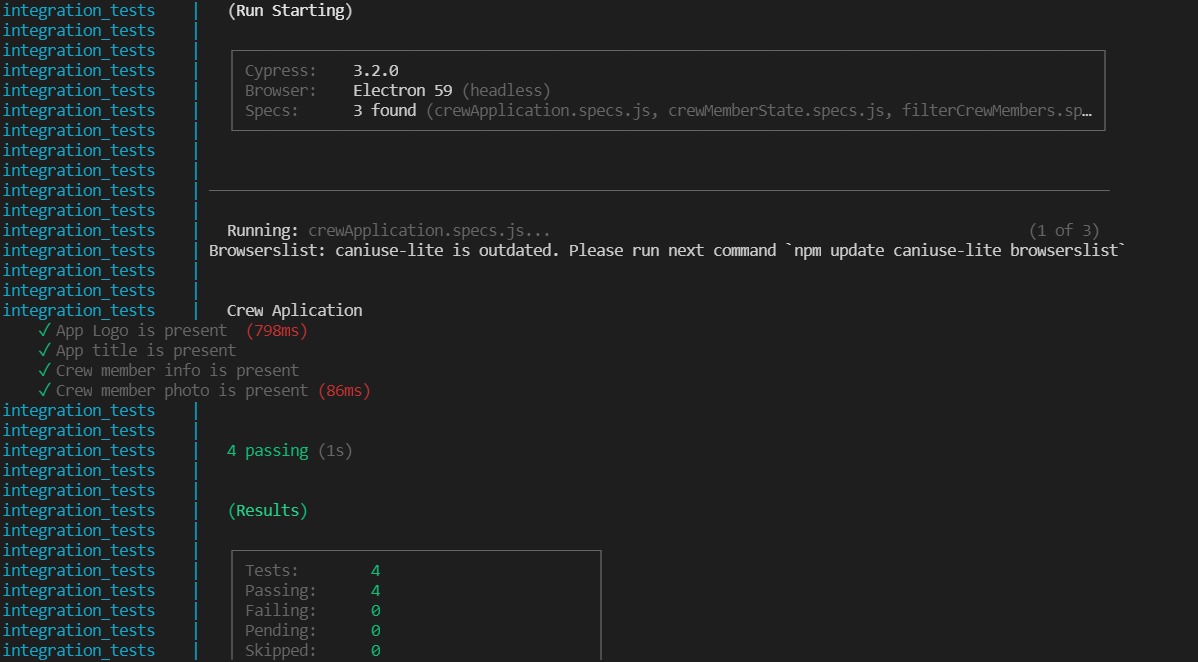 integration_tests | (Run Starting)
integration_tests |
integration_tests |
integration_tests | Cypress: 3.2.0
integration_tests | Browser: Electron 59 (headless)
integration_tests | Specs: 3 found (crewApplication.specs.js, crewMemberState.specs.js, filterCrewMembers.sp…
integration_tests |
integration_tests |
integration_tests |
integration_tests |
integration_tests |
integration_tests | Running: crewApplication.specs.js... (1 of 3)
integration_tests | Browserslist: caniuse-lite is outdated. Please run next command `npm update caniuse-lite browserslist`
integration_tests |
integration_tests |
integration_tests | Crew Aplication
✓ App Logo is present (798ms)
✓ App title is present
✓ Crew member info is present
✓ Crew member photo is present (86ms)
integration_tests |
integration_tests |
integration_tests | 4 passing (1s)
integration_tests |
integration_tests |
integration_tests | (Results)
integration_tests |
integration_tests |
integration_tests | Tests: 4
integration_tests | Passing: 4
integration_tests | Failing: 0
integration_tests | Pending: 0
integration_tests | Skipped: 0